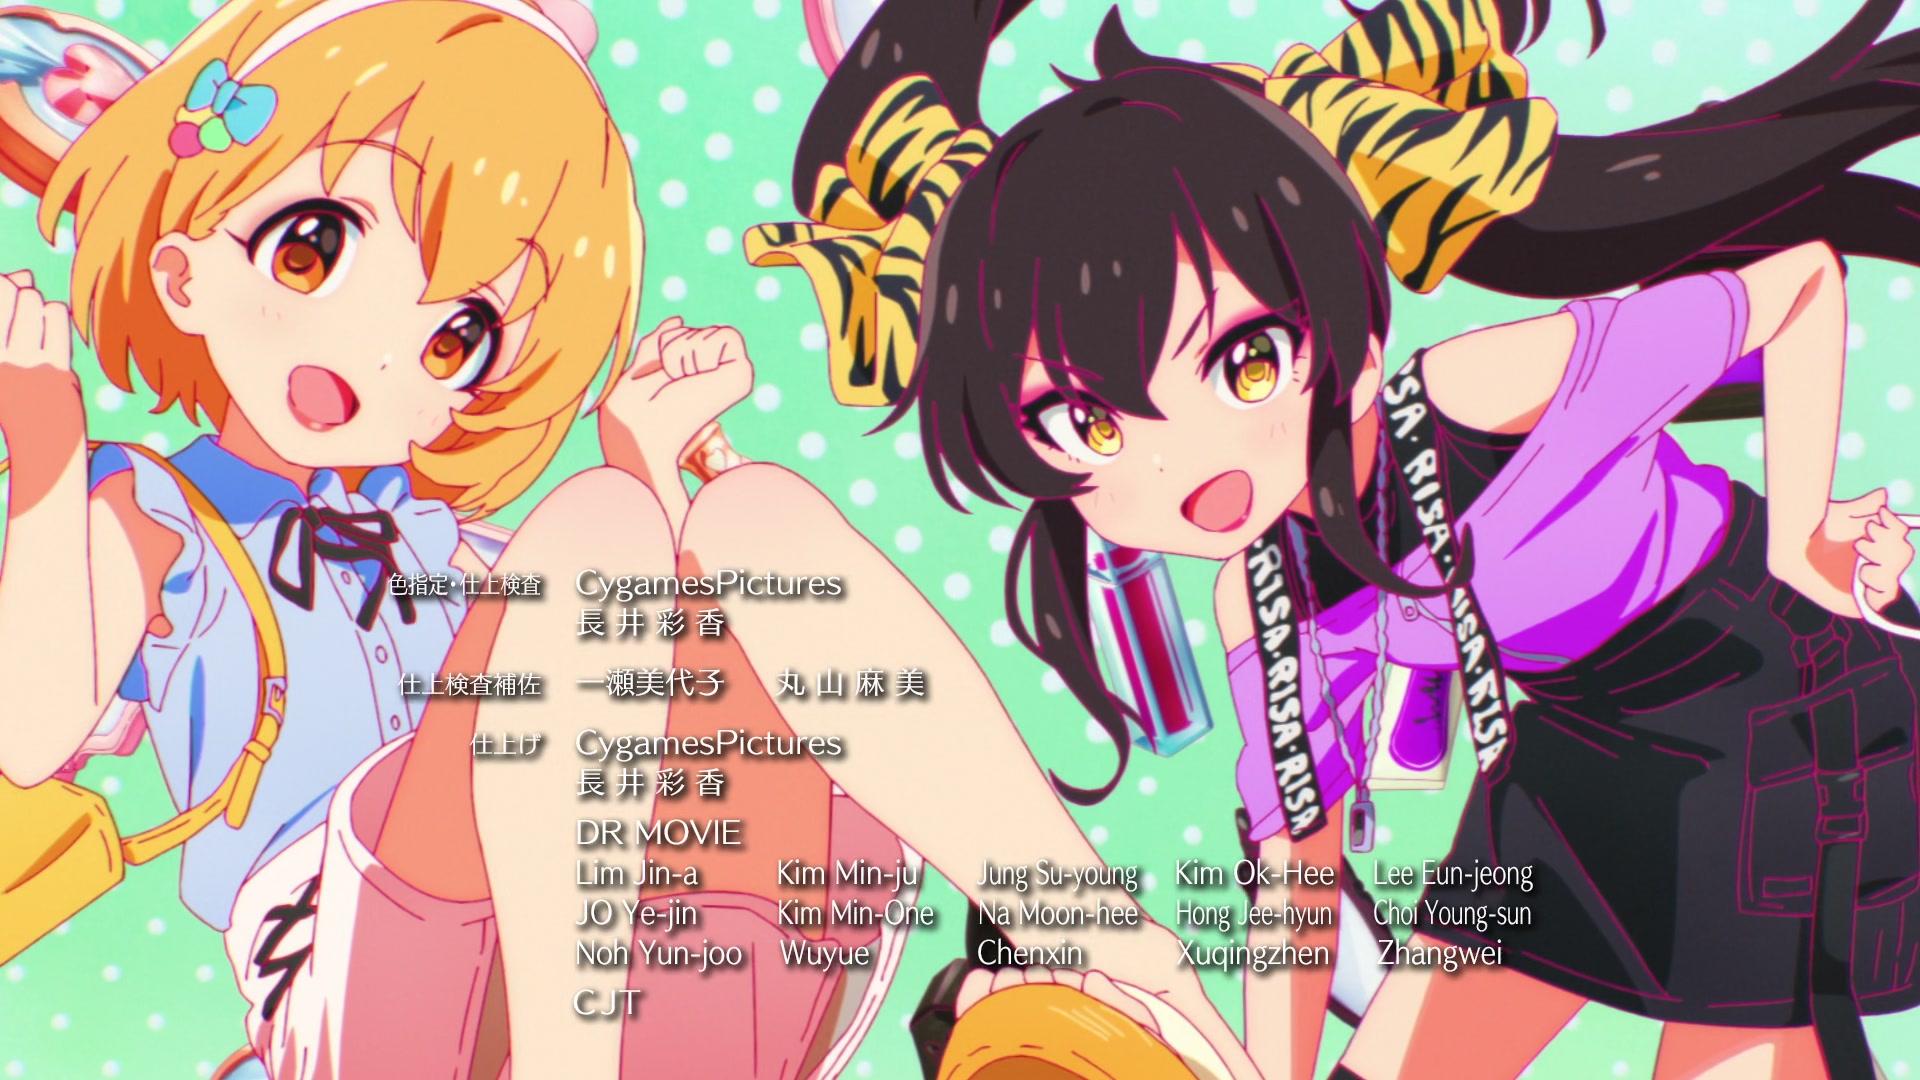 SA・RISA・RISA・RISA
・RISA・RISA・RISA・RISA
色指定・仕上検査 CygamesPictures
長井彩香
仕上検査補佐 一瀬美代子 丸山麻美
仕上げ CygamesPictures
長井彩香
DR MOVIE
Lim Jin-a Kim Min-ju Jung Su-young Kim Ok-Hee Lee Eun-jeong
JO Ye-jin Kim Min-One Na Moon-hee Hong Jee-hyun Choi Young-sun
Noh Yun-joo Wuyue Chenxin Xuqingzhen Zhangwei
CJT